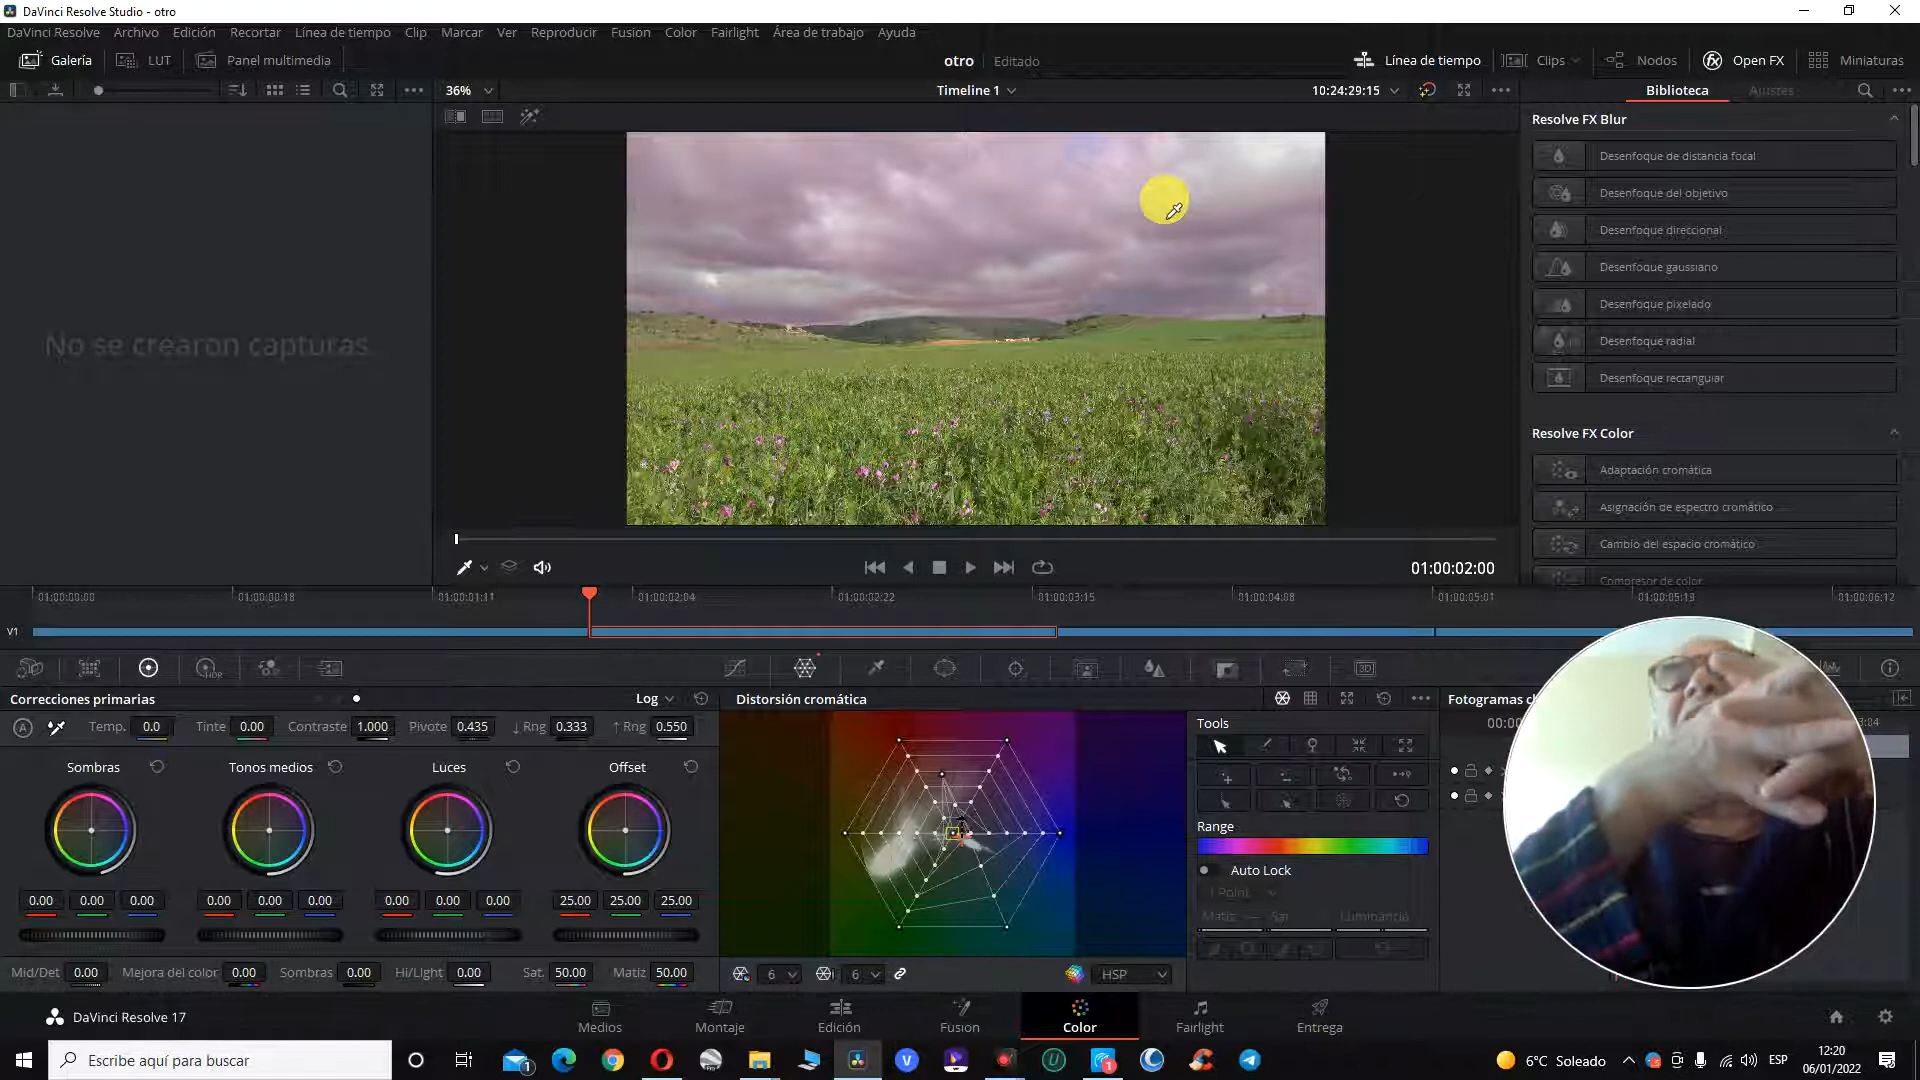 DaVinci Resolve Studio - otro
DaVinci Resolve Archivo Edición Recortar Línea de tiempo Clip Marcar Ver Reproducir Fusion Color Fairlight Área de trabajo Ayuda
Galería LUT Panel multimedia otro Editado Línea de tiempo Clips Nodos Open FX Miniaturas
36% Timeline 1 10:24:29:15 Biblioteca Ajustes
Resolve FX Blur
Desenfoque de distancia focal
Desenfoque del objetivo
Desenfoque direccional
Desenfoque gaussiano
Desenfoque pixelado
Desenfoque radial
Desenfoque rectangular
No se crearon capturas
Resolve FX Color
Adaptación cromática
Asignación de espectro cromático
Cambio del espacio cromático
Compresor de color
01:00:02:00
01:00:00:00 01:00:00:18 01:00:01:11 01:00:02:04 01:00:02:22 01:00:03:15 01:00:04:08 01:00:05:01 01:00:05:19 01:00:06:12
V1
Correcciones primarias Log Distorsión cromática Fotogramas
Temp. 0.0 Tinte 0.00 Contraste 1.000 Pivote 0.435 ↓ Rng 0.333 ↑ Rng 0.550 Tools 00:00 3:04
Sombras Tonos medios Luces Offset
Range
Auto Lock
1 Point
0.00 0.00 0.00 0.00 0.00 0.00 0.00 0.00 0.00 25.00 25.00 25.00
Matiz Sat Luminancia
Mid/Det 0.00 Mejora del color 0.00 Sombras 0.00 Hi/Light 0.00 Sat. 50.00 Matiz 50.00 6 6 HSP
DaVinci Resolve 17 Medios Montaje Edición Fusion Color Fairlight Entrega
Escribe aquí para buscar 1 V U 1 6°C Soleado ESP 12:20
06/01/2022